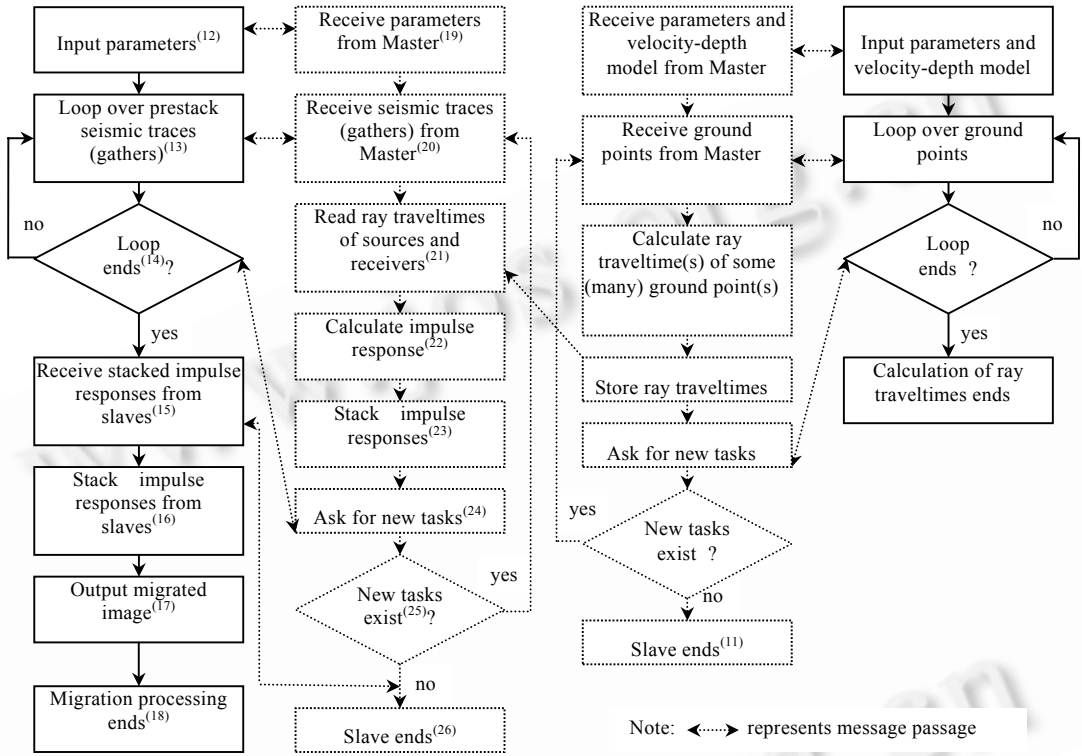 Input parameters(12)
Loop over prestack
seismic traces
(gathers)(13)
no
Loop
ends(14)?
yes
Receive stacked impulse
responses from
slaves(15)
Stack impulse
responses from
slaves(16)
Output migrated
image(17)
Migration processing
ends(18)
Receive parameters
from Master(19)
Receive seismic traces
(gathers) from
Master(20)
Read ray traveltimes
of sources and
receivers(21)
Calculate impulse
response(22)
Stack impulse
responses(23)
Ask for new tasks(24)
New tasks
exist(25)?
yes
no
Slave ends(26)
Receive parameters and
velocity-depth
model from Master
Receive ground
points from Master
Calculate ray
traveltime(s) of some
(many) ground point(s)
Store ray traveltimes
Ask for new tasks
yes
New tasks
exist ?
no
Slave ends(11)
Input parameters and
velocity-depth model
Loop over ground
points
no
Loop
ends ?
yes
Calculation of ray
traveltimes ends
Note: represents message passage